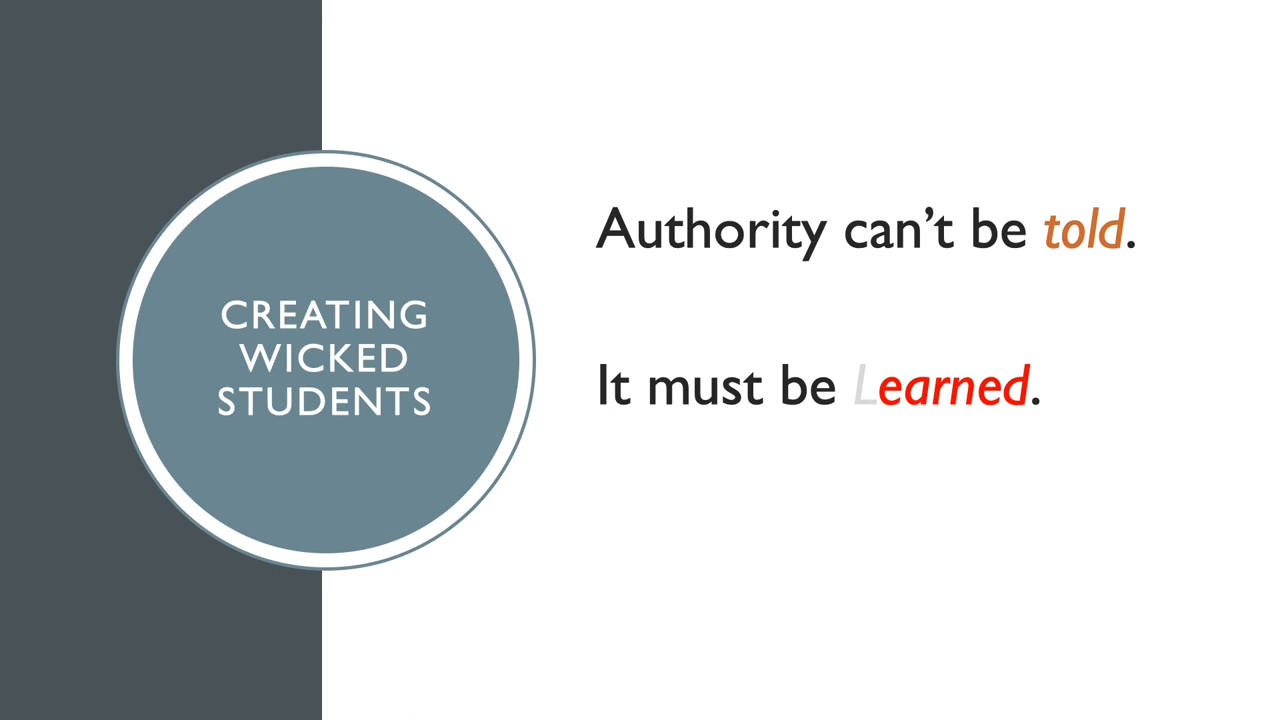 CREATING
WICKED
STUDENTS
Authority can’t be told.
It must be Learned.